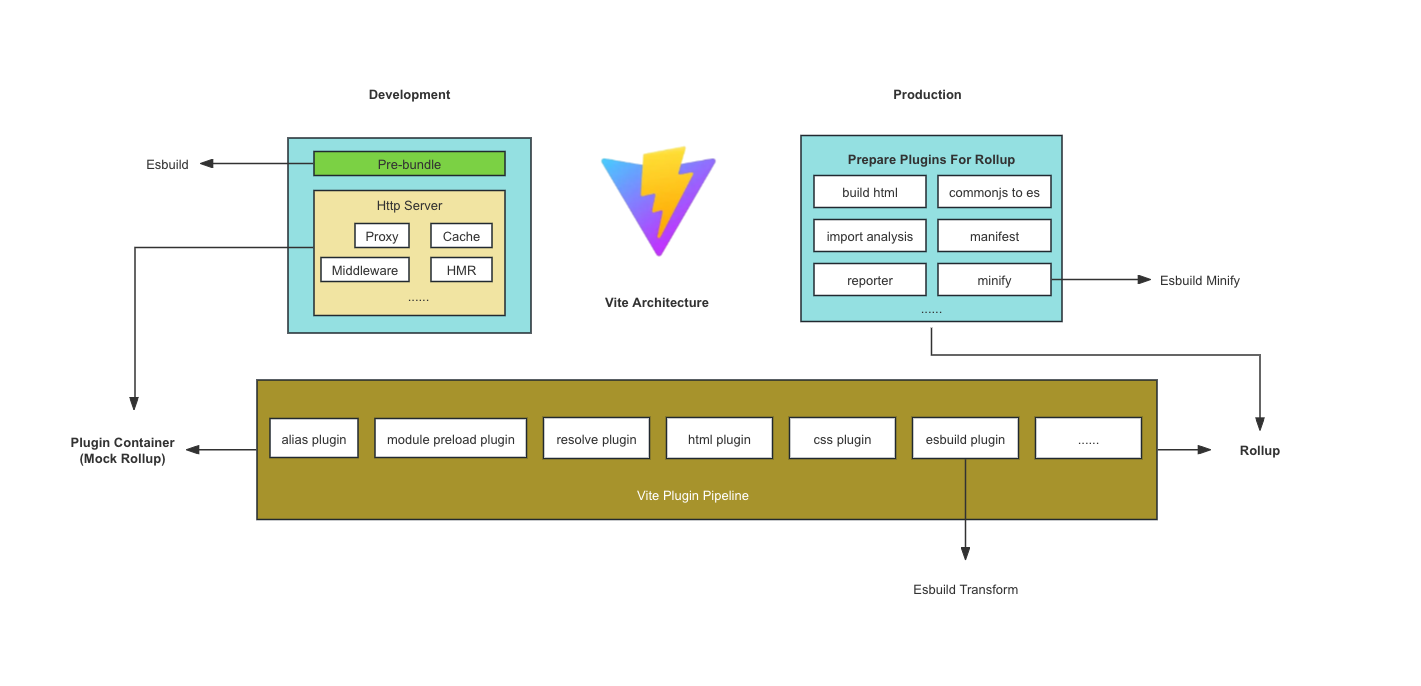 Development
Production
Esbuild
Pre-bundle
Http Server
Proxy
Cache
Middleware
HMR
......
Vite Architecture
Prepare Plugins For Rollup
build html
commonjs to es
import analysis
manifest
reporter
minify
......
Esbuild Minify
Plugin Container
(Mock Rollup)
alias plugin
module preload plugin
resolve plugin
html plugin
css plugin
esbuild plugin
......
Vite Plugin Pipeline
Rollup
Esbuild Transform